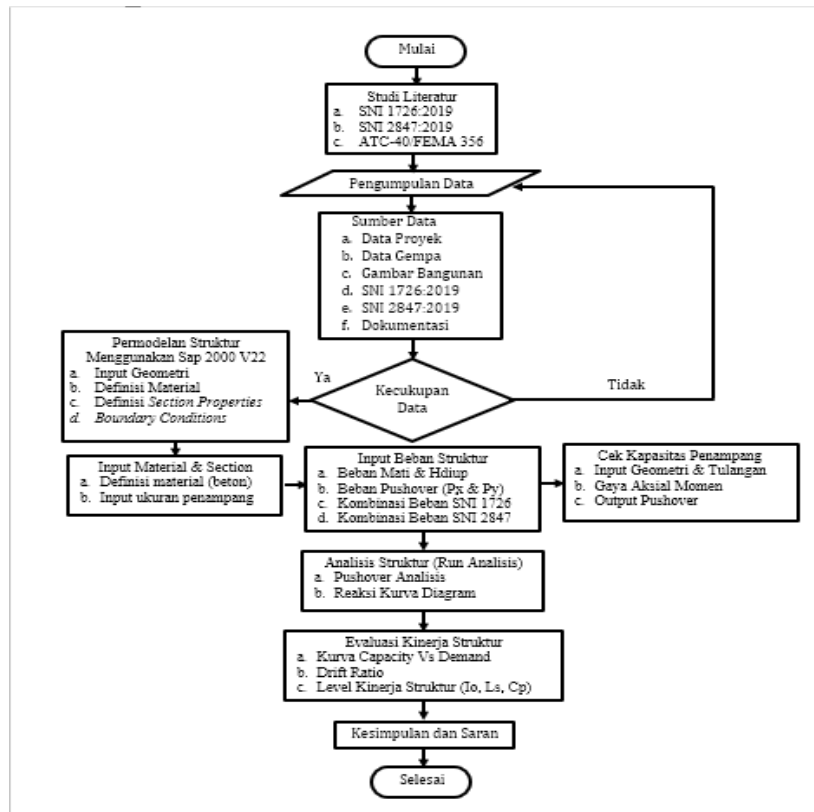 Mulai
Studi Literatur
a. SNI 1726:2019
b. SNI 2847:2019
c. ATC-40/FEMA 356
Pengumpulan Data
Sumber Data
a. Data Proyek
b. Data Gempa
c. Gambar Bangunan
d. SNI 1726:2019
e. SNI 2847:2019
f. Dokumentasi
Kecukupan
Data
Ya
Tidak
Permodelan Struktur
Menggunakan Sap 2000 V22
a. Input Geometri
b. Definisi Material
c. Definisi Section Properties
d. Boundary Conditions
Input Material & Section
a. Definisi material (beton)
b. Input ukuran penampang
Input Beban Struktur
a. Beban Mati & Hdiup
b. Beban Pushover (Px & Py)
c. Kombinasi Beban SNI 1726
d. Kombinasi Beban SNI 2847
Cek Kapasitas Penampang
a. Input Geometri & Tulangan
b. Gaya Aksial Momen
c. Output Pushover
Analisis Struktur (Run Analisis)
a. Pushover Analisis
b. Reaksi Kurva Diagram
Evaluasi Kinerja Struktur
a. Kurva Capacity Vs Demand
b. Drift Ratio
c. Level Kinerja Struktur (Io, Ls, Cp)
Kesimpulan dan Saran
Selesai